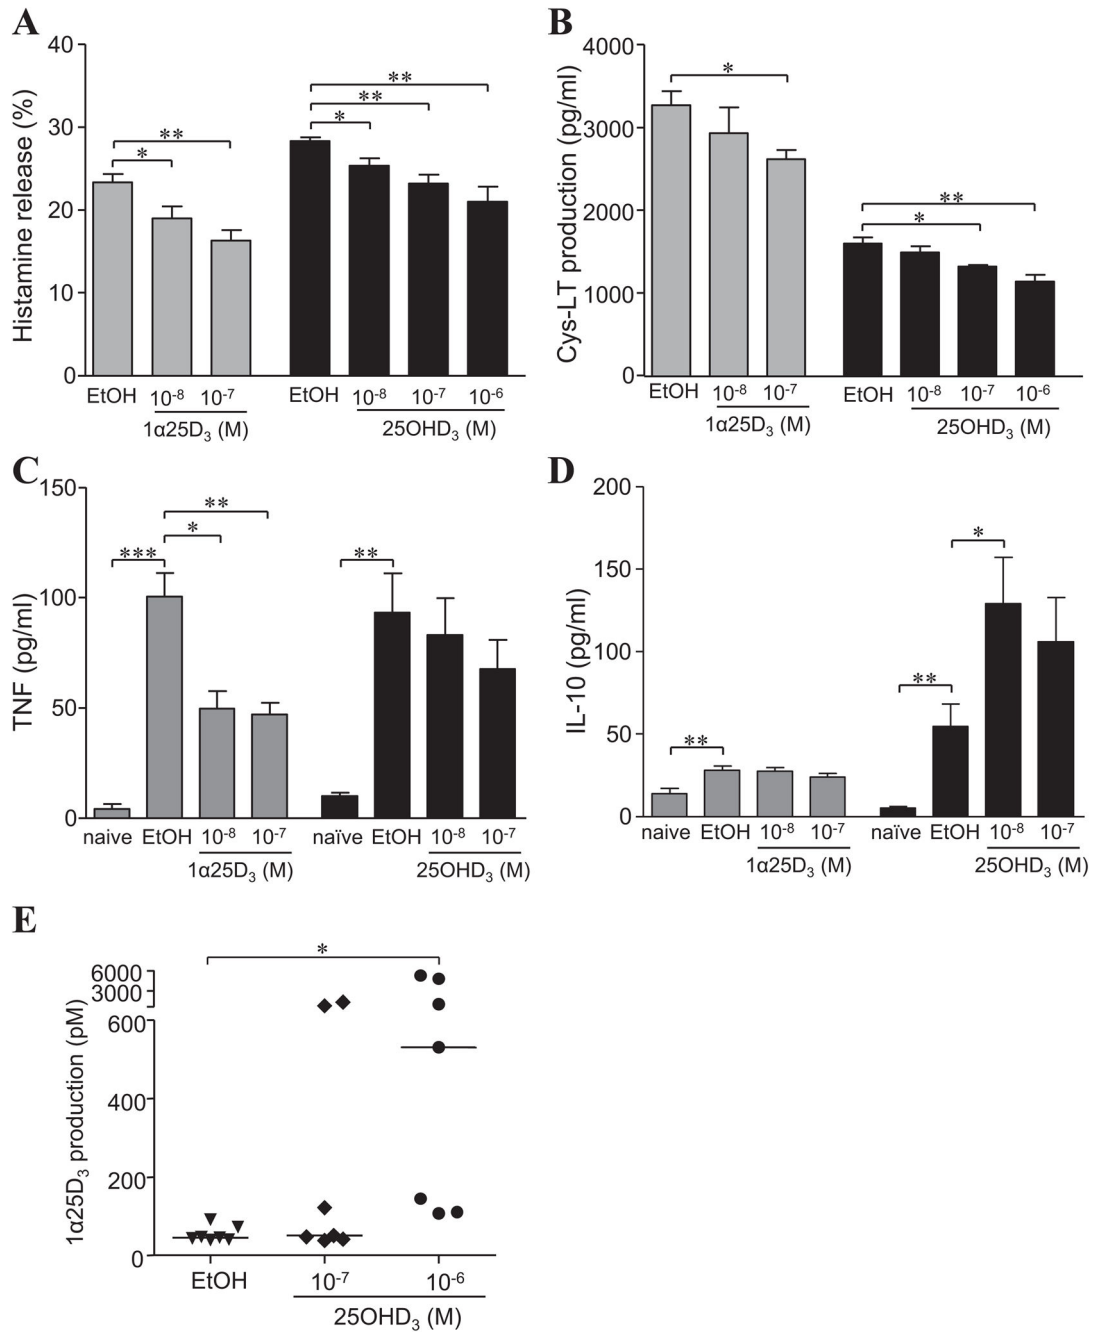 A
Histamine release (%)
40
30
20
10
0
*
**
*
**
**
EtOH 10-8 10-7 EtOH 10-8 10-7 10-6
1α25D3 (M) 25OHD3 (M)
B
Cys-LT production (pg/ml)
4000
3000
2000
1000
0
*
*
**
EtOH 10-8 10-7 EtOH 10-8 10-7 10-6
1α25D3 (M) 25OHD3 (M)
C
TNF (pg/ml)
150
100
50
0
***
*
**
**
naive EtOH 10-8 10-7 naïve EtOH 10-8 10-7
1α25D3 (M) 25OHD3 (M)
D
IL-10 (pg/ml)
200
150
100
50
0
**
**
*
naive EtOH 10-8 10-7 naïve EtOH 10-8 10-7
1α25D3 (M) 25OHD3 (M)
E
1α25D3 production (pM)
6000
3000
600
400
200
0
*
EtOH 10-7 10-6
25OHD3 (M)